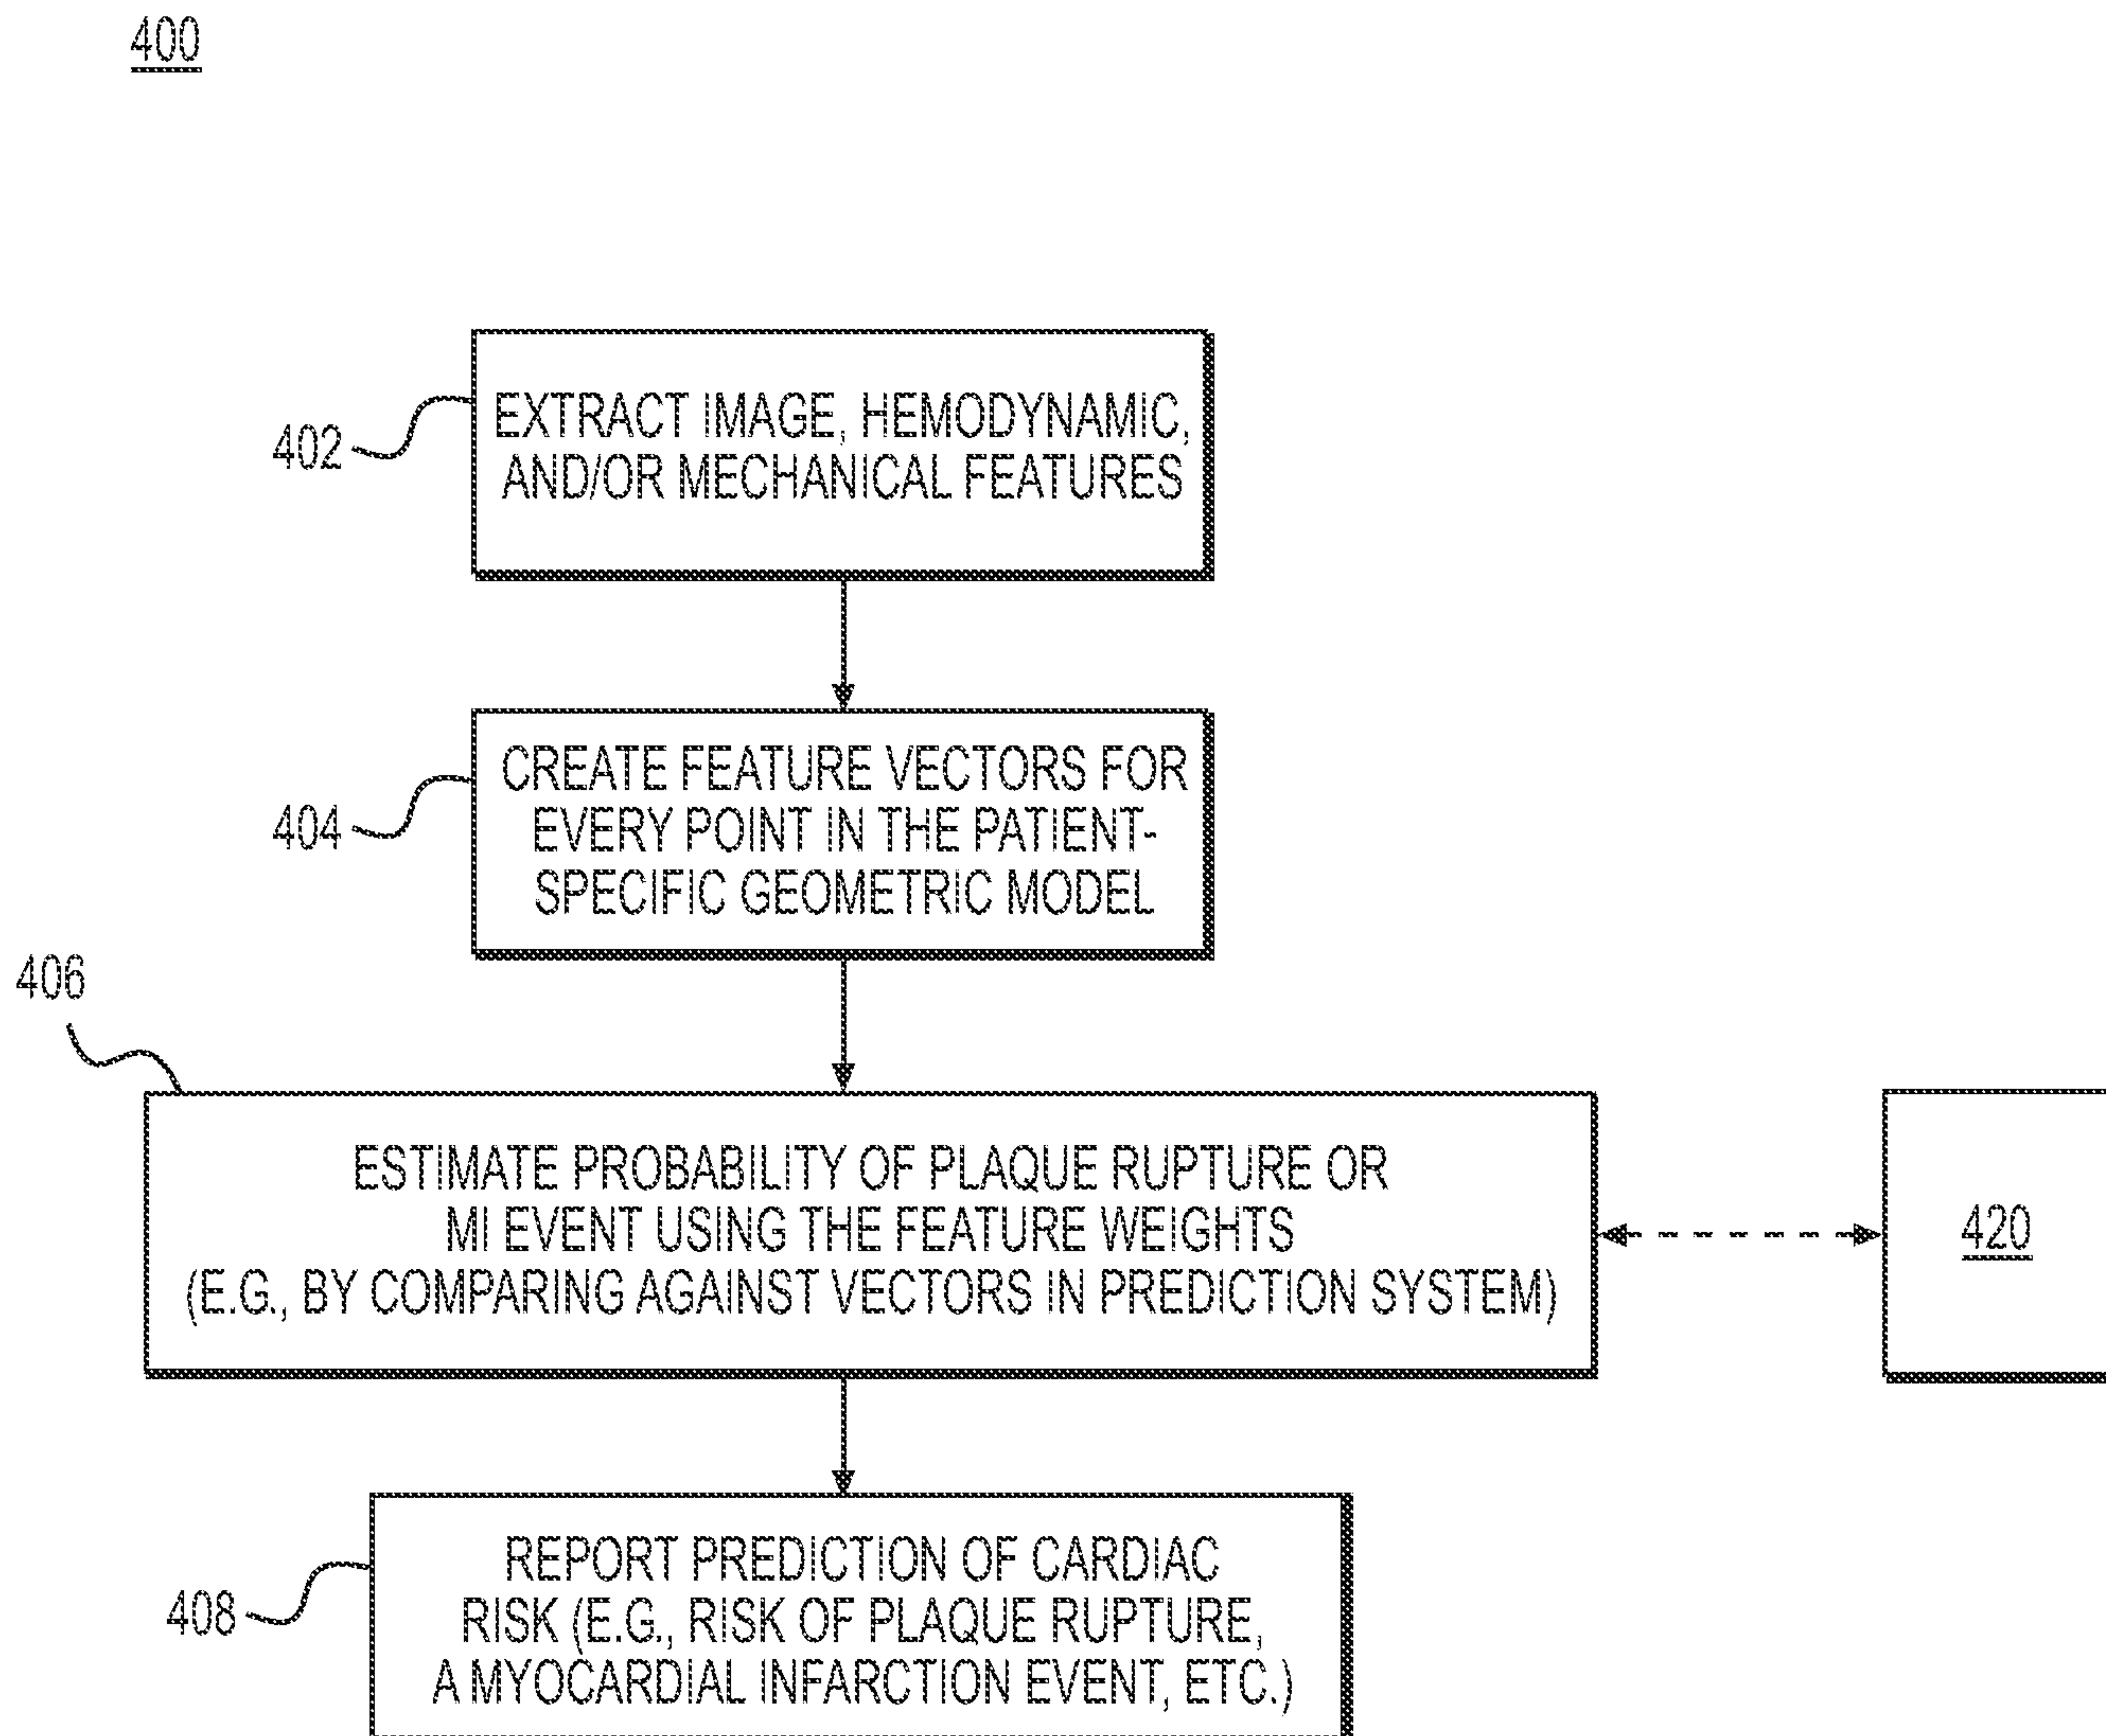 400
402
EXTRACT IMAGE, HEMODYNAMIC,
AND/OR MECHANICAL FEATURES
404
CREATE FEATURE VECTORS FOR
EVERY POINT IN THE PATIENT-
SPECIFIC GEOMETRIC MODEL
406
ESTIMATE PROBABILITY OF PLAQUE RUPTURE OR
MI EVENT USING THE FEATURE WEIGHTS
(E.G., BY COMPARING AGAINST VECTORS IN PREDICTION SYSTEM)
420
408
REPORT PREDICTION OF CARDIAC
RISK (E.G., RISK OF PLAQUE RUPTURE,
A MYOCARDIAL INFARCTION EVENT, ETC.)